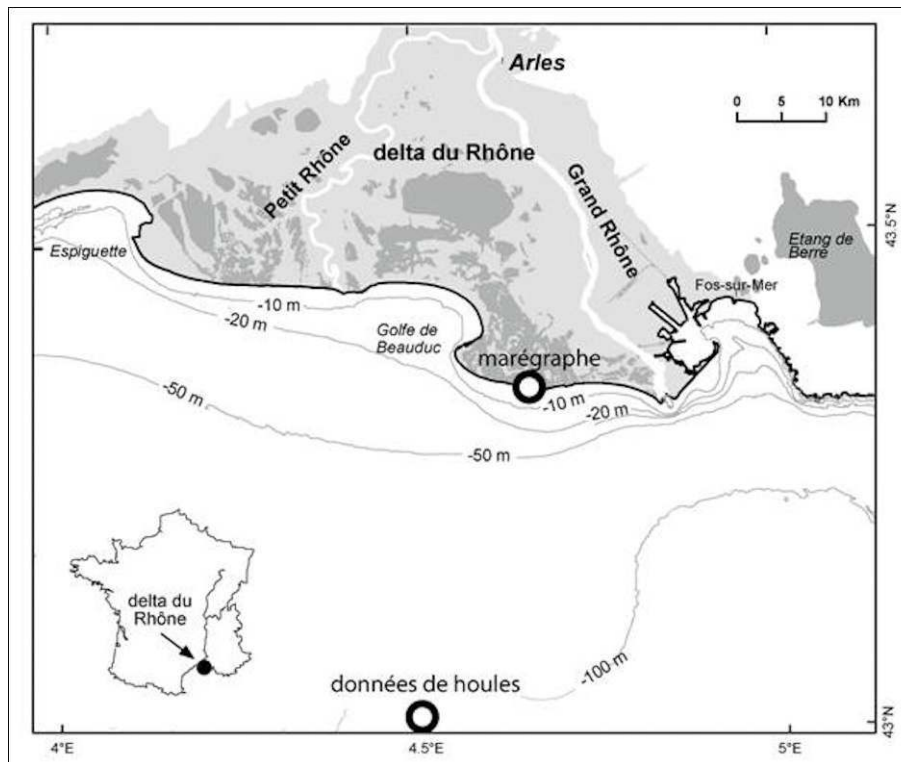 Arles
0 5 10 Km
Petit Rhône
delta du Rhône
Grand Rhône
43.5°N
Etang de
Berre
Espiguette
Fos-sur-Mer
-10 m
-20 m
Golfe de
Beauduc
marégraphe
-10 m
-20 m
-50 m
-50 m
delta du
Rhône
-100 m
données de houles
43°N
4°E
4.5°E
5°E